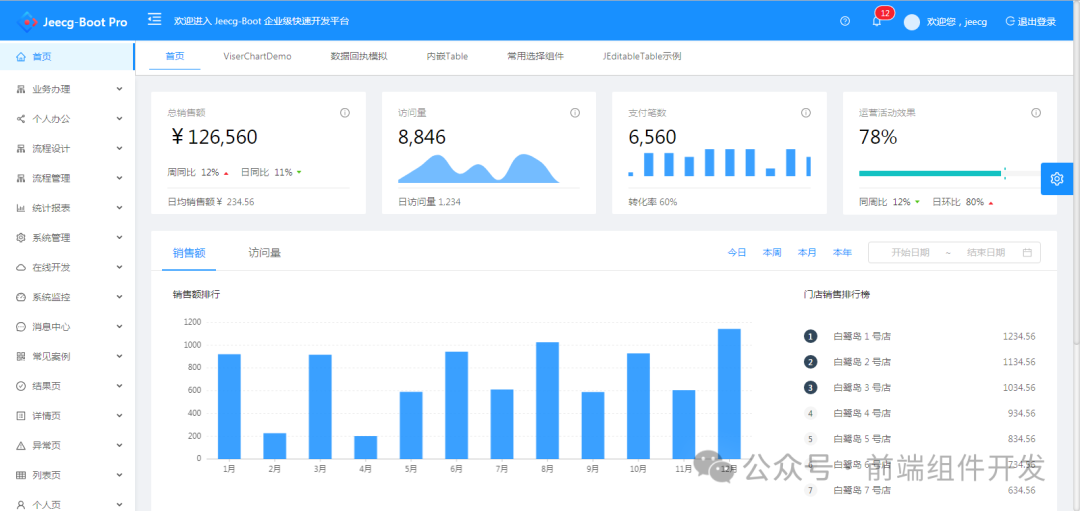 Jeecg-Boot Pro
欢迎进入 Jeecg-Boot 企业级快速开发平台
12
欢迎您，jeecg
退出登录
首页
业务办理
个人办公
流程设计
流程管理
统计报表
系统管理
在线开发
系统监控
消息中心
常见案例
结果页
详情页
异常页
列表页
个人页
首页 ViserChartDemo 数据回执模拟 内嵌Table 常用选择组件 JEditableTable示例
总销售额
￥126,560
周同比 12% 日同比 11%
日均销售额￥ 234.56
访问量
8,846
日访问量 1,234
支付笔数
6,560
转化率 60%
运营活动效果
78%
同周比 12% 日环比 80%
销售额 访问量
今日 本周 本月 本年 开始日期 ~ 结束日期
销售额排行
1200
1000
800
600
400
200
0
1月 2月 3月 4月 5月 6月 7月 8月 9月 10月 11月 12月
门店销售排行榜
1 白鹭岛 1 号店 1234.56
2 白鹭岛 2 号店 1134.56
3 白鹭岛 3 号店 1034.56
4 白鹭岛 4 号店 934.56
5 白鹭岛 5 号店 834.56
6 白鹭岛 6 号店 734.56
7 白鹭岛 7 号店 634.56
公众号 前端组件开发